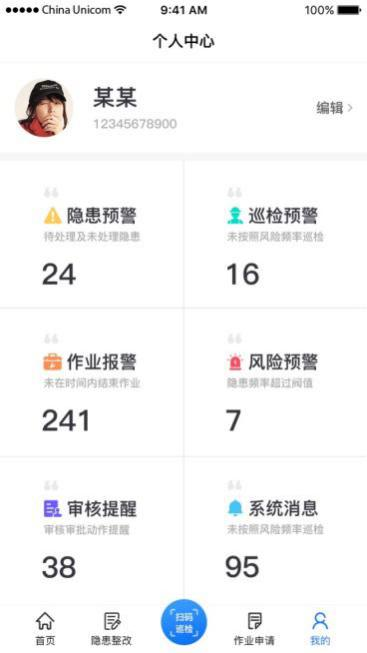 China Unicom 9:41 AM 100%
个人中心
某某
12345678900
编辑
隐患预警 巡检预警
待处理及未处理隐患 未按照风险频率巡检
24 16
作业报警 风险预警
未在时间内结束作业 隐患频率超过阀值
241 7
审核提醒 系统消息
审核审批动作提醒 未按照风险频率巡检
38 95
扫码
巡检
首页 隐患整改 作业申请 我的